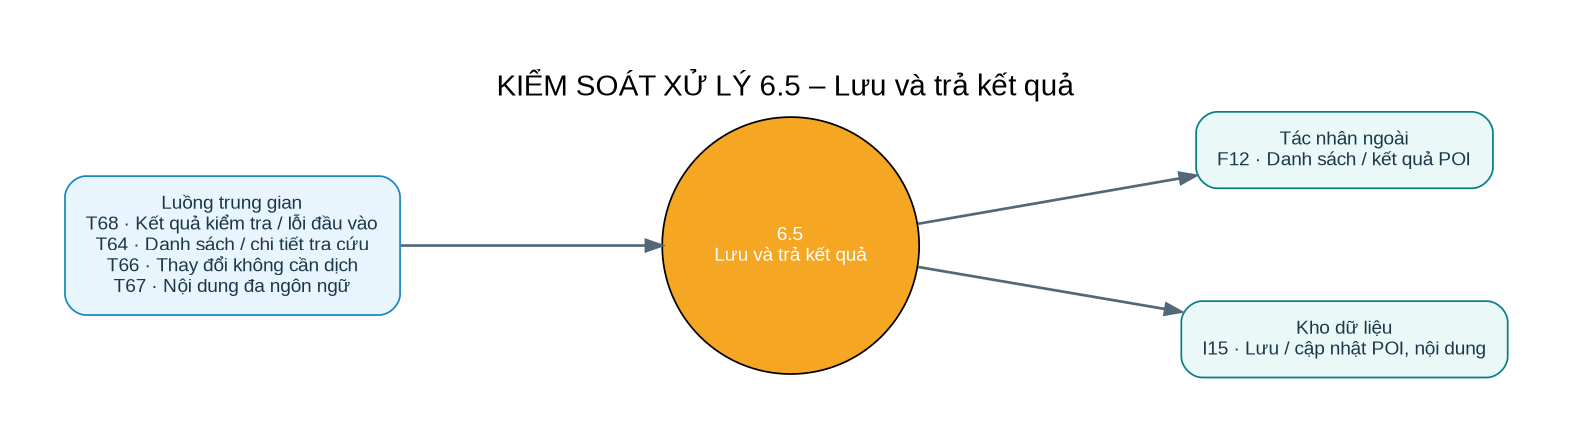 KIỂM SOÁT XỬ LÝ 6.5 – Lưu và trả kết quả
Luồng trung gian
T68 · Kết quả kiểm tra / lỗi đầu vào
T64 · Danh sách / chi tiết tra cứu
T66 · Thay đổi không cần dịch
T67 · Nội dung đa ngôn ngữ
6.5
Lưu và trả kết quả
Tác nhân ngoài
F12 · Danh sách / kết quả POI
Kho dữ liệu
I15 · Lưu / cập nhật POI, nội dung